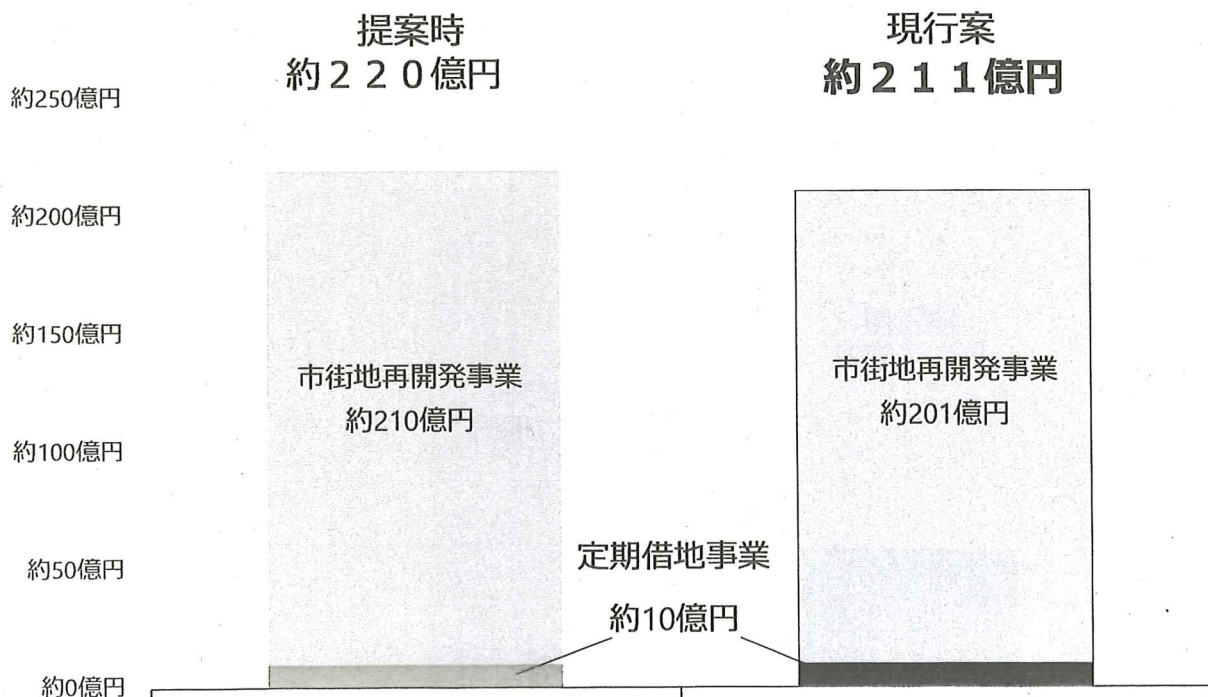 提案時
約２２０億円
現行案
約２１１億円
約250億円
約200億円
約150億円
約100億円
約50億円
約0億円
市街地再開発事業
約210億円
市街地再開発事業
約201億円
定期借地事業
約10億円